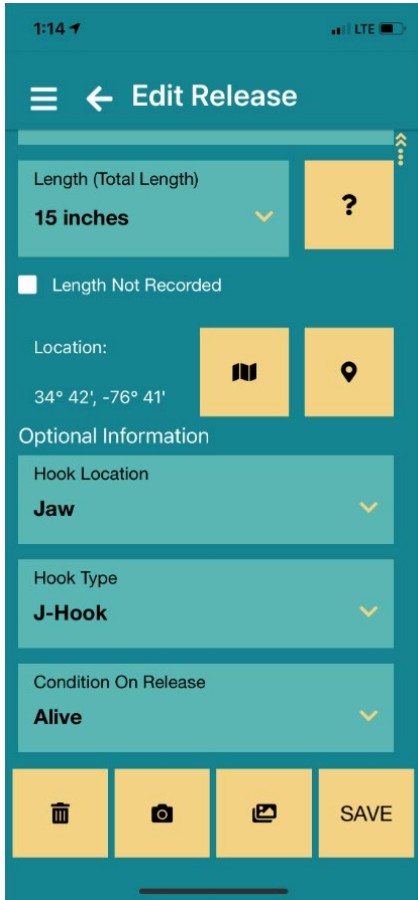 1:14
LTE
Edit Release
Length (Total Length)
15 inches
?
Length Not Recorded
Location:
34° 42', -76° 41'
Optional Information
Hook Location
Jaw
Hook Type
J-Hook
Condition On Release
Alive
SAVE